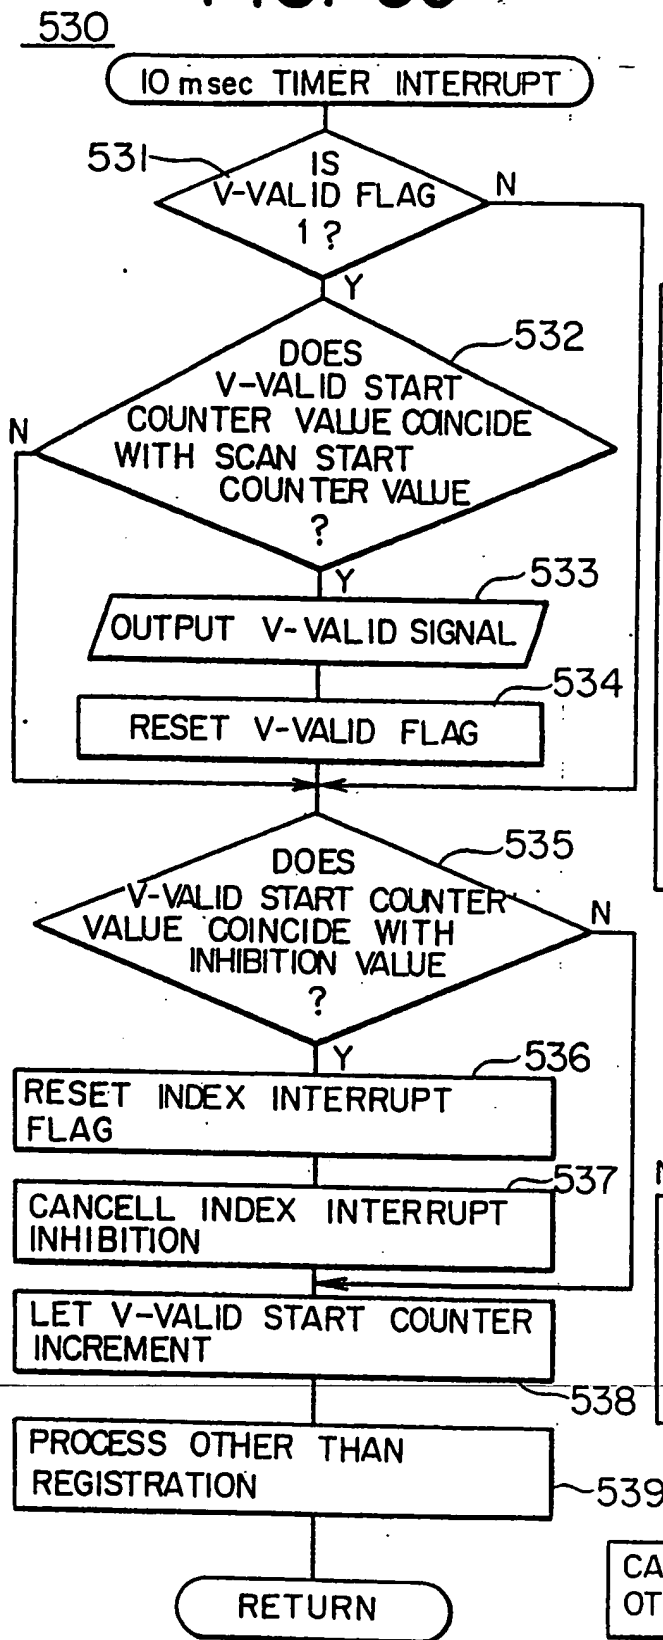 530
10 msec TIMER INTERRUPT
531
IS
V-VALID FLAG
1 ?
N
Y
532
DOES
V-VALID START
COUNTER VALUE COINCIDE
WITH SCAN START
COUNTER VALUE
?
N
Y
533
OUTPUT V-VALID SIGNAL
534
RESET V-VALID FLAG
535
DOES
V-VALID START COUNTER
VALUE COINCIDE WITH
INHIBITION VALUE
?
N
Y
536
RESET INDEX INTERRUPT
FLAG
537
CANCELL INDEX INTERRUPT
INHIBITION
LET V-VALID START COUNTER
INCREMENT
538
PROCESS OTHER THAN
REGISTRATION
539
RETURN
CA
OT